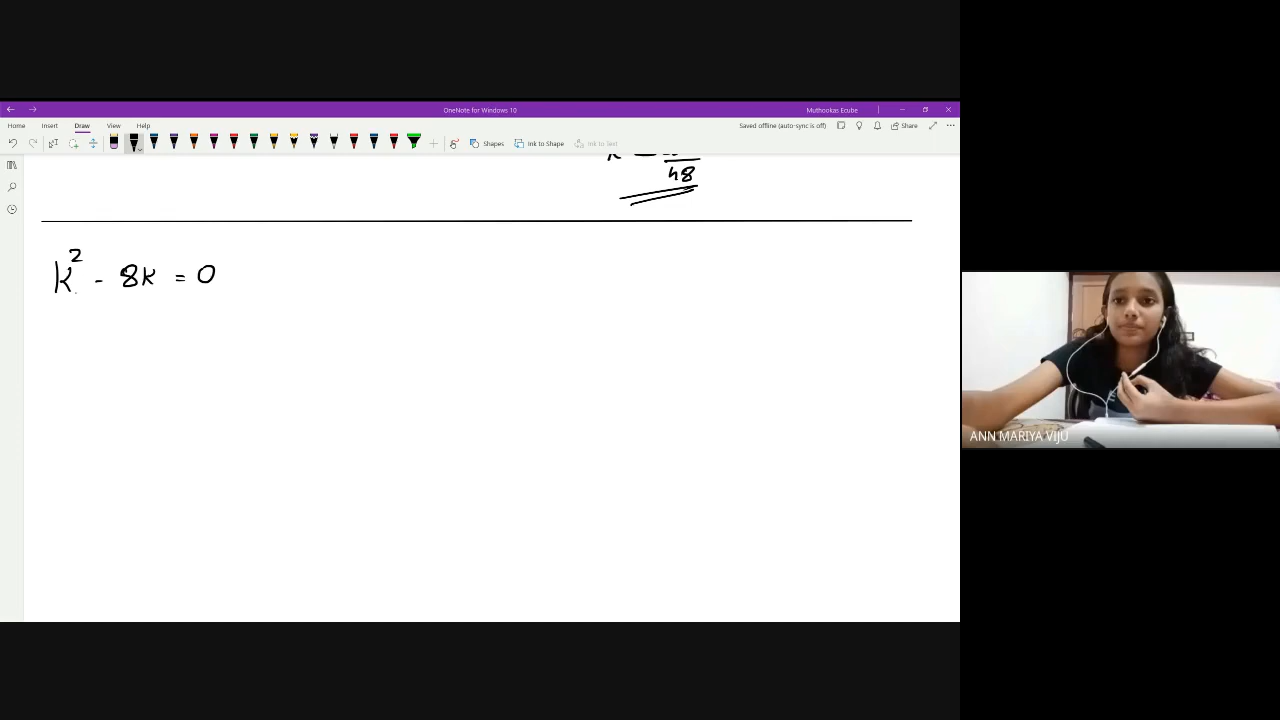 OneNote for Windows 10
Muthookas Ecube
Home Insert Draw View Help
Saved offline (auto-sync is off)
Share
Shapes
Ink to Shape
Ink to Text
48
K² - 8K = 0
ANN MARIYA VIJU